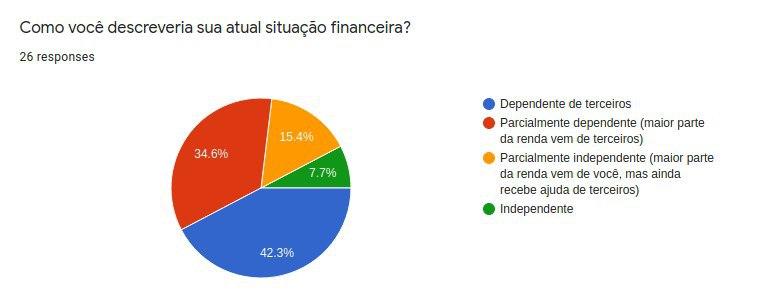 Como você descreveria sua atual situação financeira?
26 responses
Dependente de terceiros
Parcialmente dependente (maior parte
da renda vem de terceiros)
Parcialmente independente (maior parte
da renda vem de você, mas ainda
recebe ajuda de terceiros)
Independente
34.6%
15.4%
7.7%
42.3%